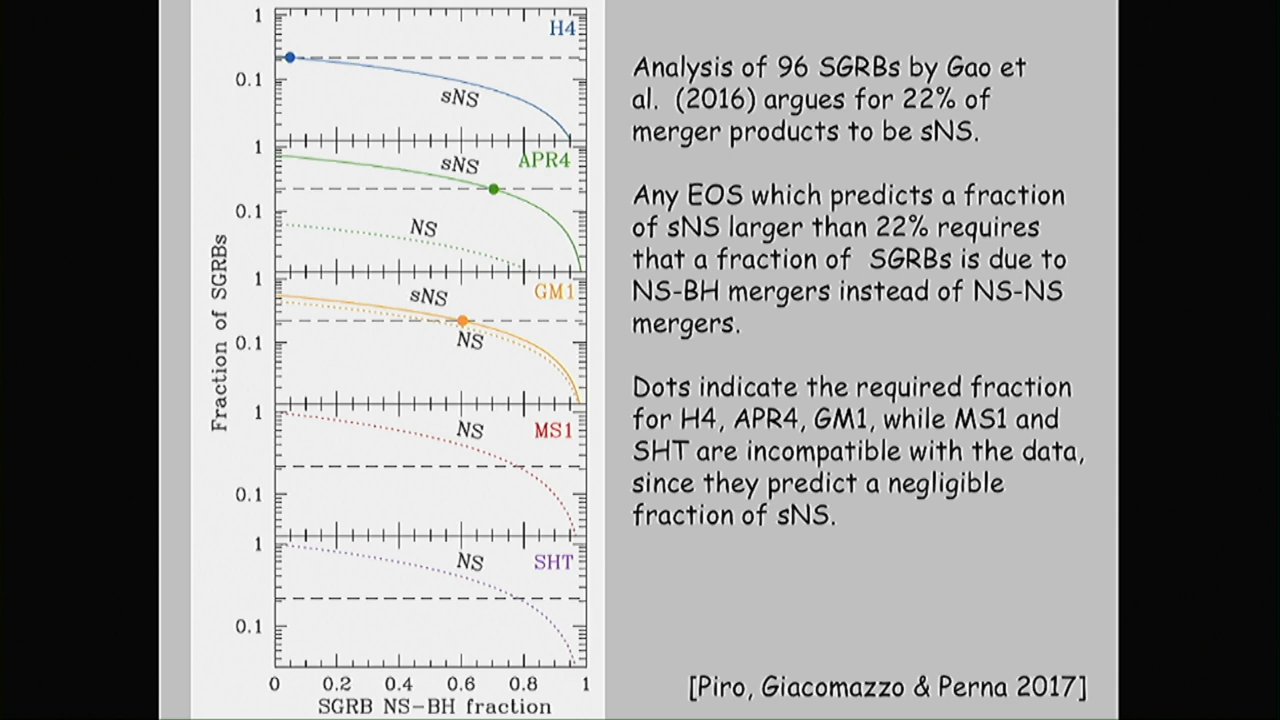 1
H4
0.1
sNS
1
sNS
APR4
0.1
NS
1
sNS
GM1
0.1
NS
1
NS
MS1
0.1
1
NS
SHT
0.1
0 0.2 0.4 0.6 0.8 1
SGRB NS-BH fraction
Fraction of SGRBs
Analysis of 96 SGRBs by Gao et
al. (2016) argues for 22% of
merger products to be sNS.
Any EOS which predicts a fraction
of sNS larger than 22% requires
that a fraction of SGRBs is due to
NS-BH mergers instead of NS-NS
mergers.
Dots indicate the required fraction
for H4, APR4, GM1, while MS1 and
SHT are incompatible with the data,
since they predict a negligible
fraction of sNS.
[Piro, Giacomazzo & Perna 2017]